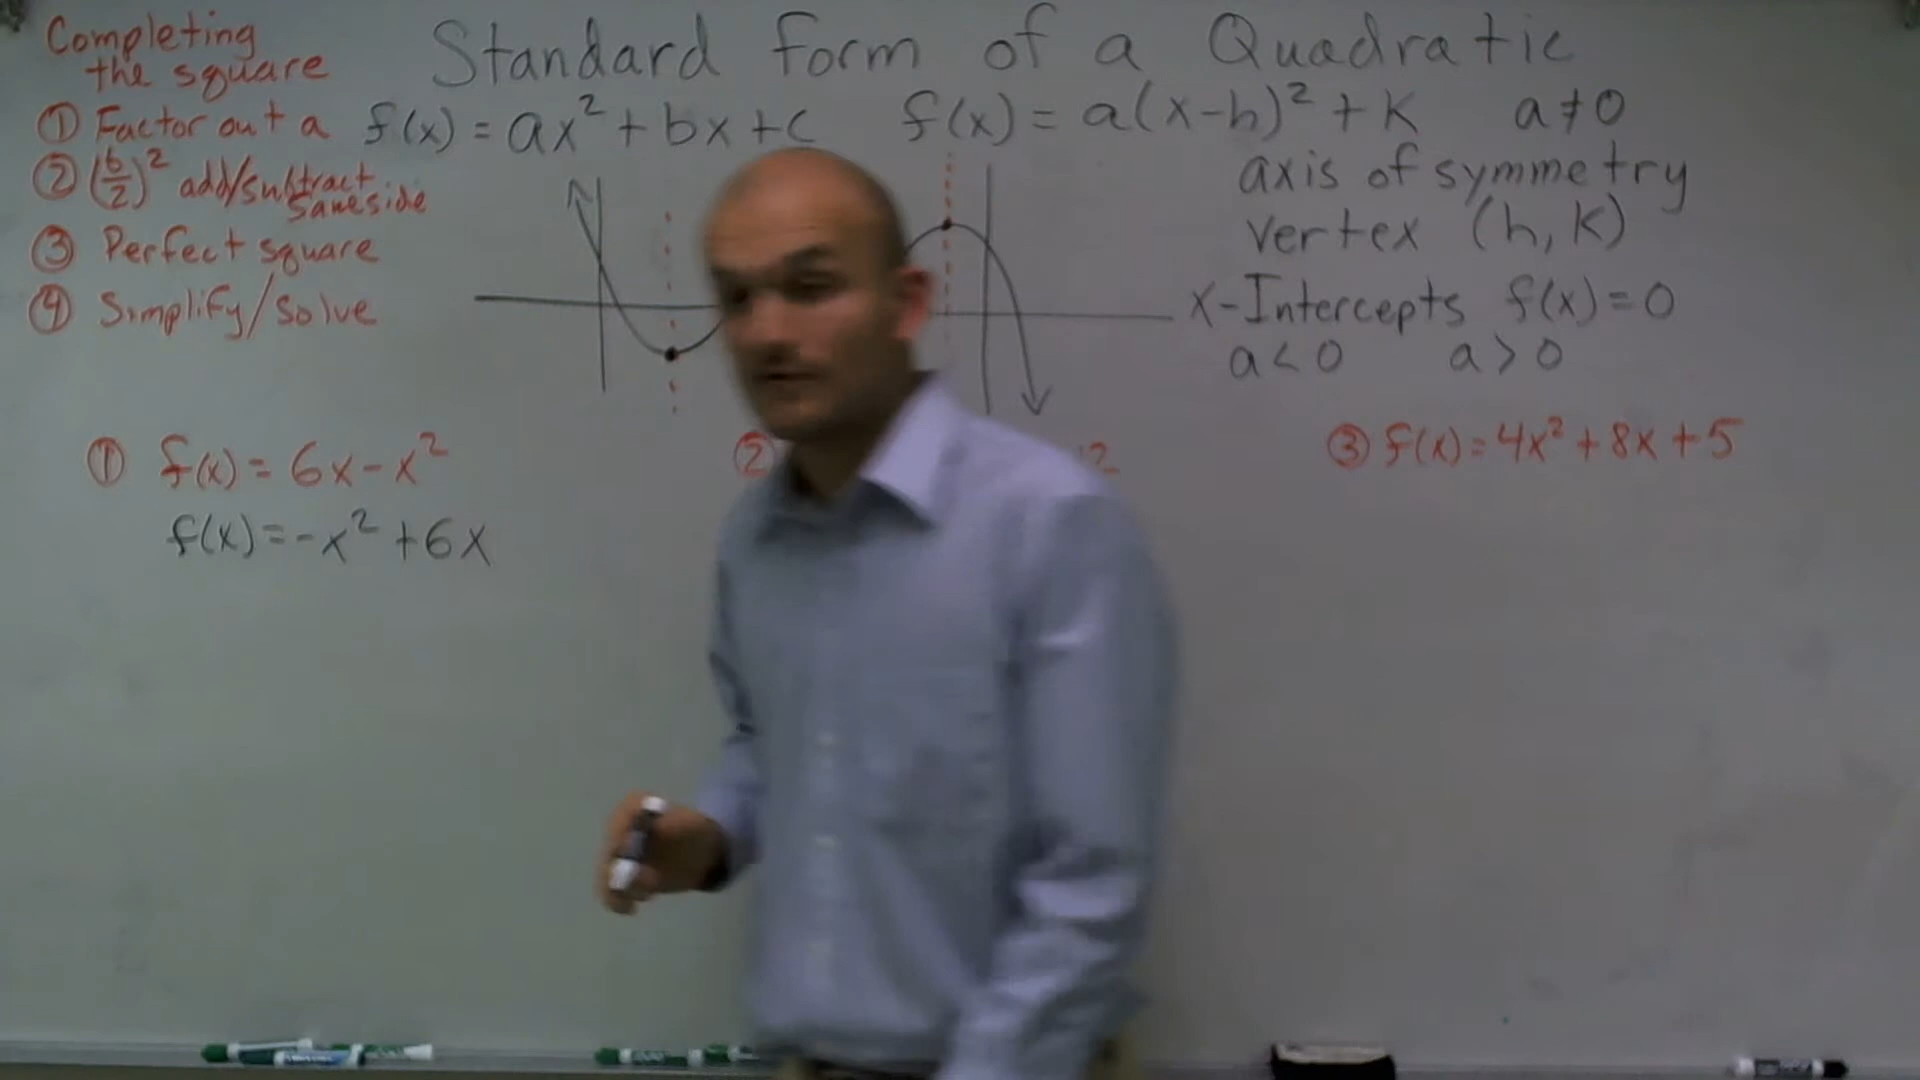 Completing
the square
① Factor out a
② (b/2)² add/subtract
same side
③ Perfect square
④ Simplify/Solve
Standard form of a Quadratic
f(x) = ax² + bx + c f(x) = a(x-h)² + k a ≠ 0
axis of symmetry
vertex (h, k)
x-Intercepts f(x) = 0
a < 0 a > 0
① f(x) = 6x - x²
f(x) = -x² + 6x
②
③ f(x) = 4x² + 8x + 5